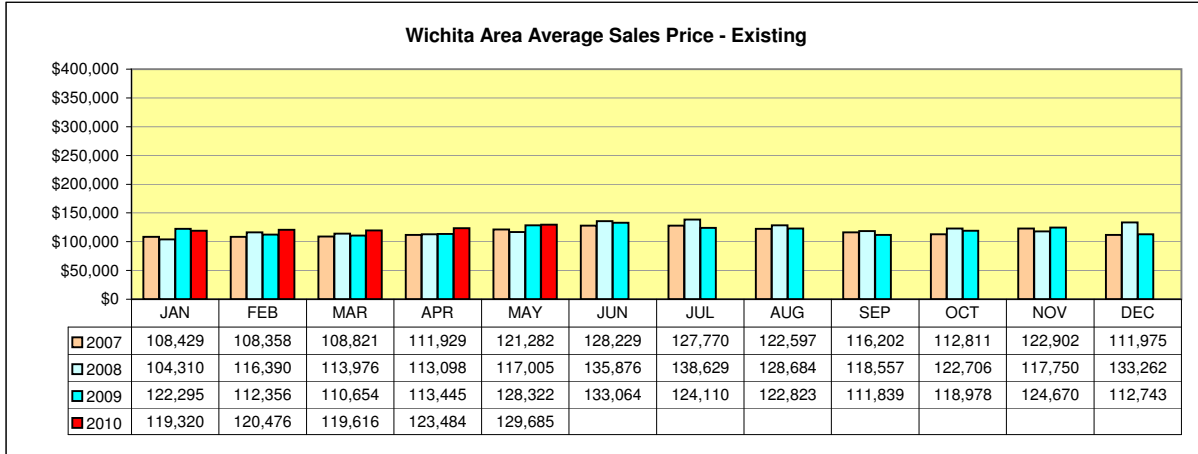 Wichita Area Average Sales Price - Existing
$400,000
$350,000
$300,000
$250,000
$200,000
$150,000
$100,000
$50,000
$0
JAN FEB MAR APR MAY JUN JUL AUG SEP OCT NOV DEC
2007 108,429 108,358 108,821 111,929 121,282 128,229 127,770 122,597 116,202 112,811 122,902 111,975
2008 104,310 116,390 113,976 113,098 117,005 135,876 138,629 128,684 118,557 122,706 117,750 133,262
2009 122,295 112,356 110,654 113,445 128,322 133,064 124,110 122,823 111,839 118,978 124,670 112,743
2010 119,320 120,476 119,616 123,484 129,685